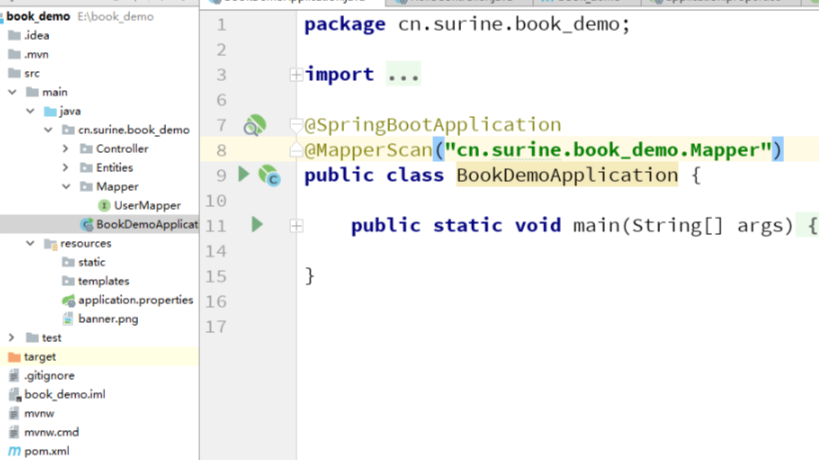 book_demo E:\book_demo
.idea
.mvn
src
main
java
cn.surine.book_demo
Controller
Entities
Mapper
UserMapper
BookDemoApplicat
resources
static
templates
application.properties
banner.png
test
target
.gitignore
book_demo.iml
mvnw
mvnw.cmd
pom.xml
1 package cn.surine.book_demo;
2
3 import ...
6
7 @SpringBootApplication
8 @MapperScan("cn.surine.book_demo.Mapper")
9 public class BookDemoApplication {
10
11 public static void main(String[] args) {
14
15 }
16
17